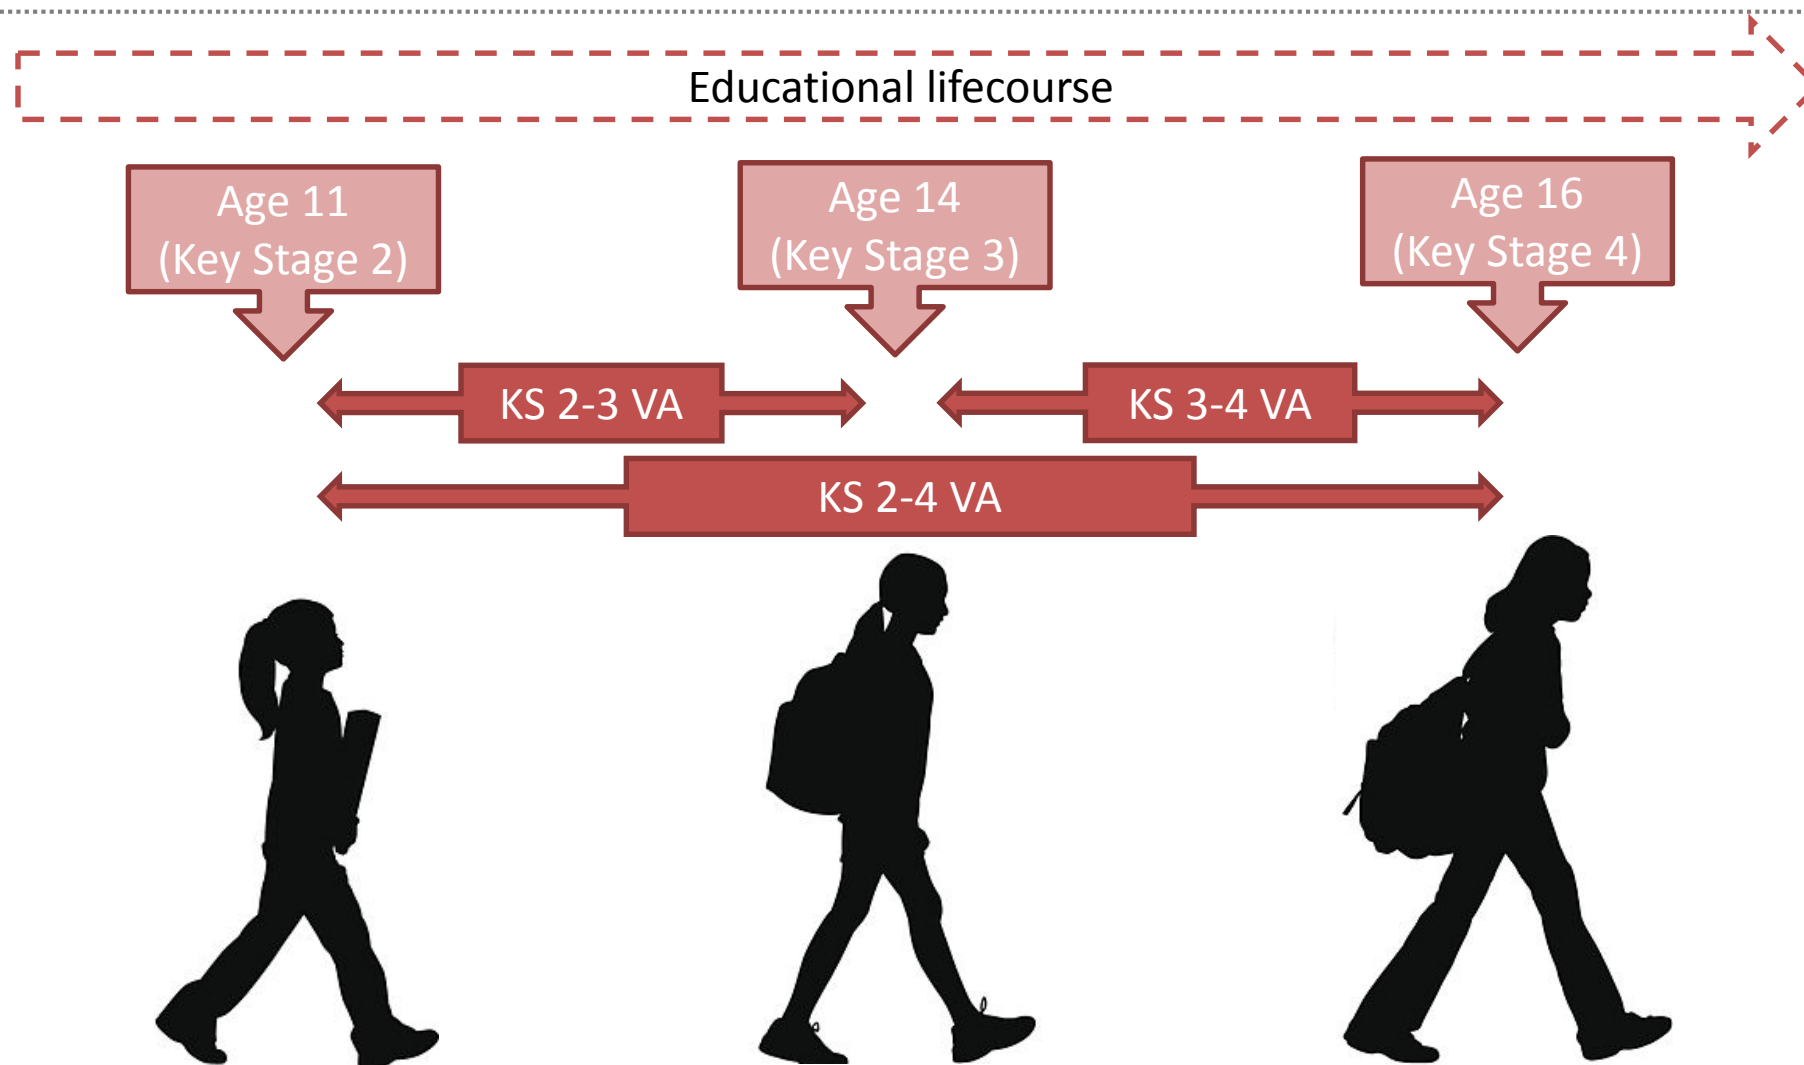 Educational lifecourse
Age 11
(Key Stage 2)
Age 14
(Key Stage 3)
Age 16
(Key Stage 4)
KS 2-3 VA
KS 3-4 VA
KS 2-4 VA